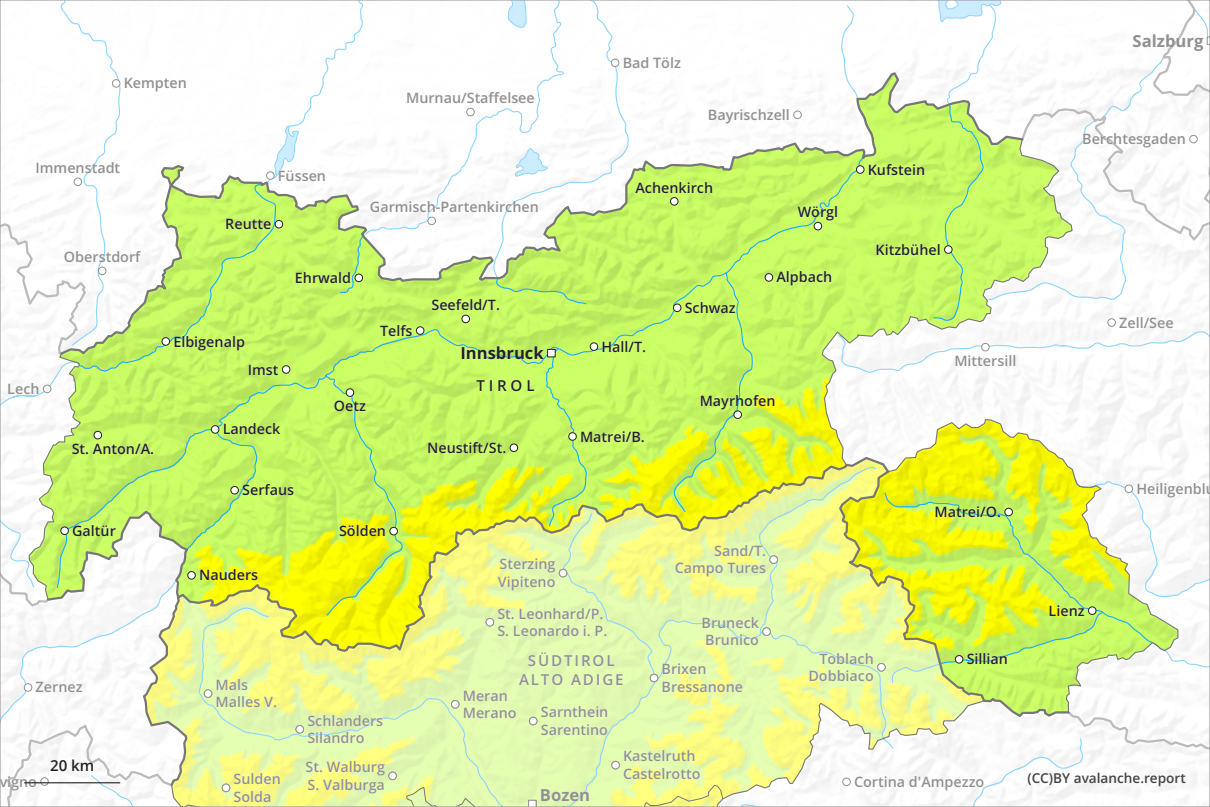 Salzburg
Bad Tölz
Kempten
Murnau/Staffelsee
Bayrischzell
Berchtesgaden
Immenstadt
Füssen
Kufstein
Achenkirch
Garmisch-Partenkirchen
Wörgl
Reutte
Kitzbühel
Oberstdorf
Ehrwald
Alpbach
Seefeld/T.
Schwaz
Telfs
Zell/See
Elbigenalp
Innsbruck
Hall/T.
Mittersill
Imst
TIROL
Lech
Oetz
Mayrhofen
Landeck
Matrei/B.
St. Anton/A.
Neustift/St.
Serfaus
Heiligenblu
Matrei/O.
Galtür
Sölden
Sand/T.
Campo Tures
Sterzing
Vipiteno
Nauders
St. Leonhard/P.
S. Leonardo i. P.
Lienz
Bruneck
Brunico
SÜDTIROL
ALTO ADIGE
Toblach
Dobbiaco
Sillian
Brixen
Bressanone
Zernez
Mals
Malles V.
Meran
Merano
Sarnthein
Sarentino
Schlanders
Silandro
Kastelruth
Castelrotto
20 km
St. Walburg
S. Valburga
vigno
Sulden
Solda
Cortina d'Ampezzo
(CC)BY avalanche.report
Bozen